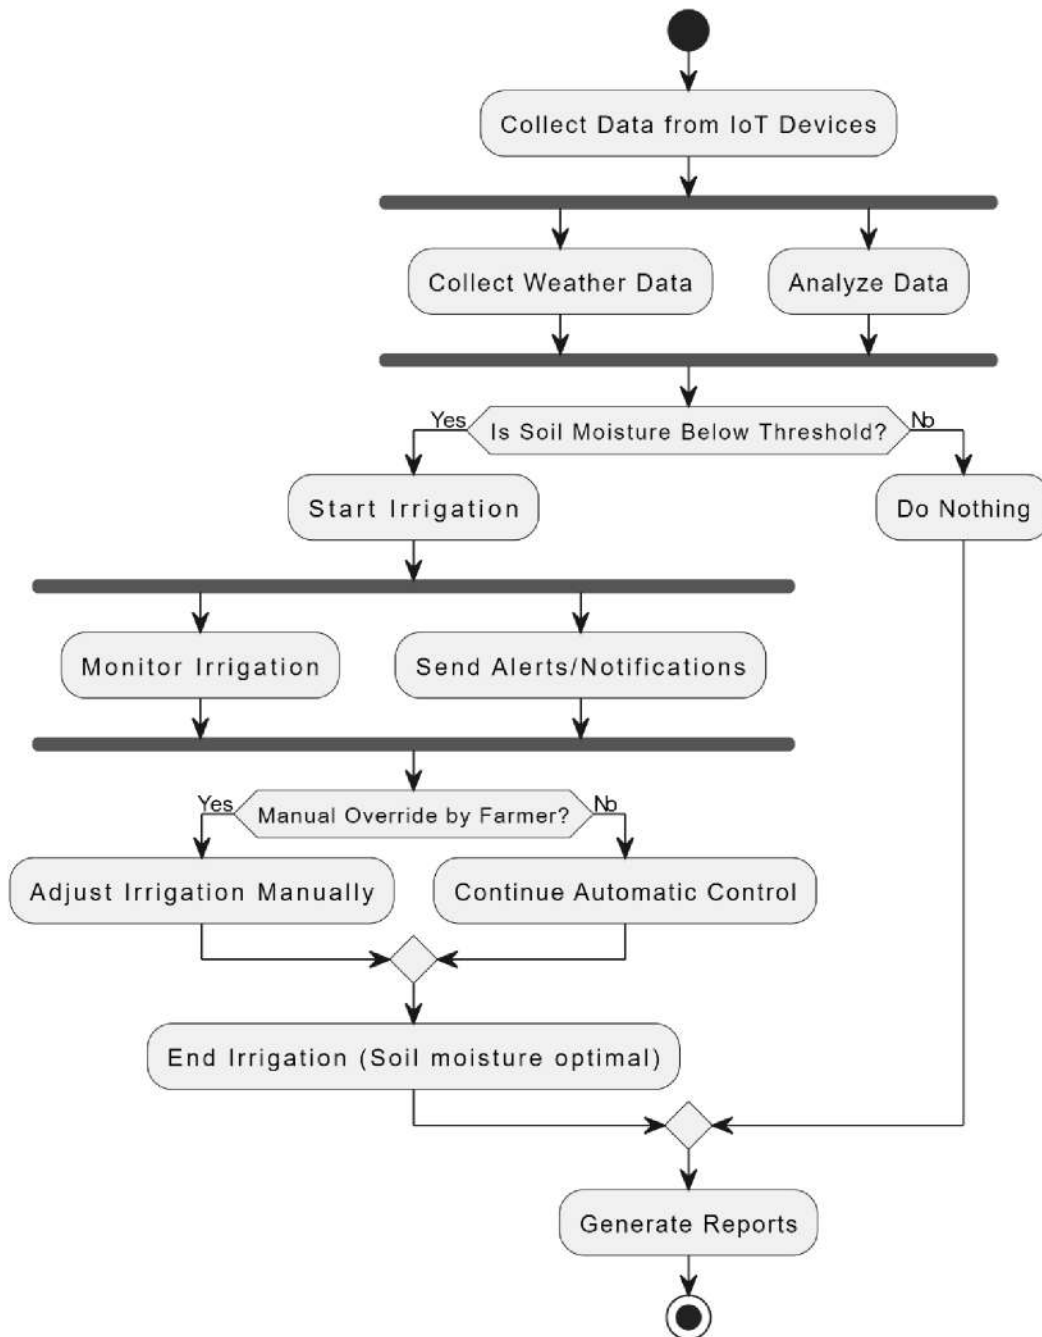 Collect Data from IoT Devices
Collect Weather Data
Analyze Data
Yes
Is Soil Moisture Below Threshold?
No
Start Irrigation
Do Nothing
Monitor Irrigation
Send Alerts/Notifications
Yes
Manual Override by Farmer?
No
Adjust Irrigation Manually
Continue Automatic Control
End Irrigation (Soil moisture optimal)
Generate Reports